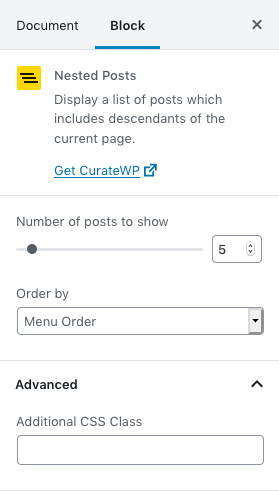 Document Block
Nested Posts
Display a list of posts which
includes descendants of the
current page.
Get CurateWP
Number of posts to show
5
Order by
Menu Order
Advanced
Additional CSS Class